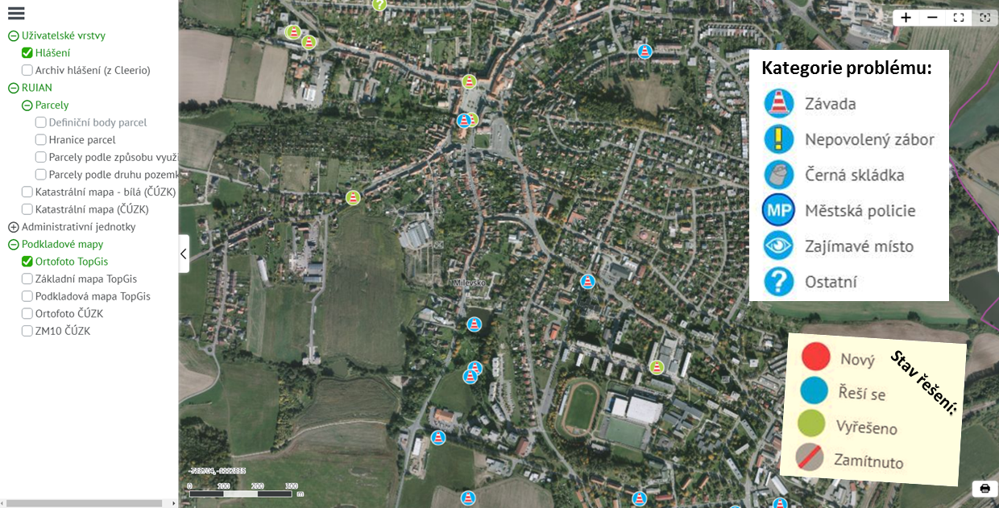 Uživatelské vrstvy
Hlášení
Archiv hlášení (z Cleerio)
RUIAN
Parcely
Definiční body parcel
Hranice parcel
Parcely podle způsobu využi
Parcely podle druhu pozemk
Katastrální mapa - bílá (ČÚZK)
Katastrální mapa (ČÚZK)
Administrativní jednotky
Podkladové mapy
Ortofoto TopGis
Základní mapa TopGis
Podkladová mapa TopGis
Ortofoto ČÚZK
ZM10 ČÚZK
Milevsko
0 100 200 300
m
Kategorie problému:
Závada
Nepovolený zábor
Černá skládka
MP Městská policie
Zajímavé místo
? Ostatní
Stav řešení:
Nový
Řeší se
Vyřešeno
Zamítnuto